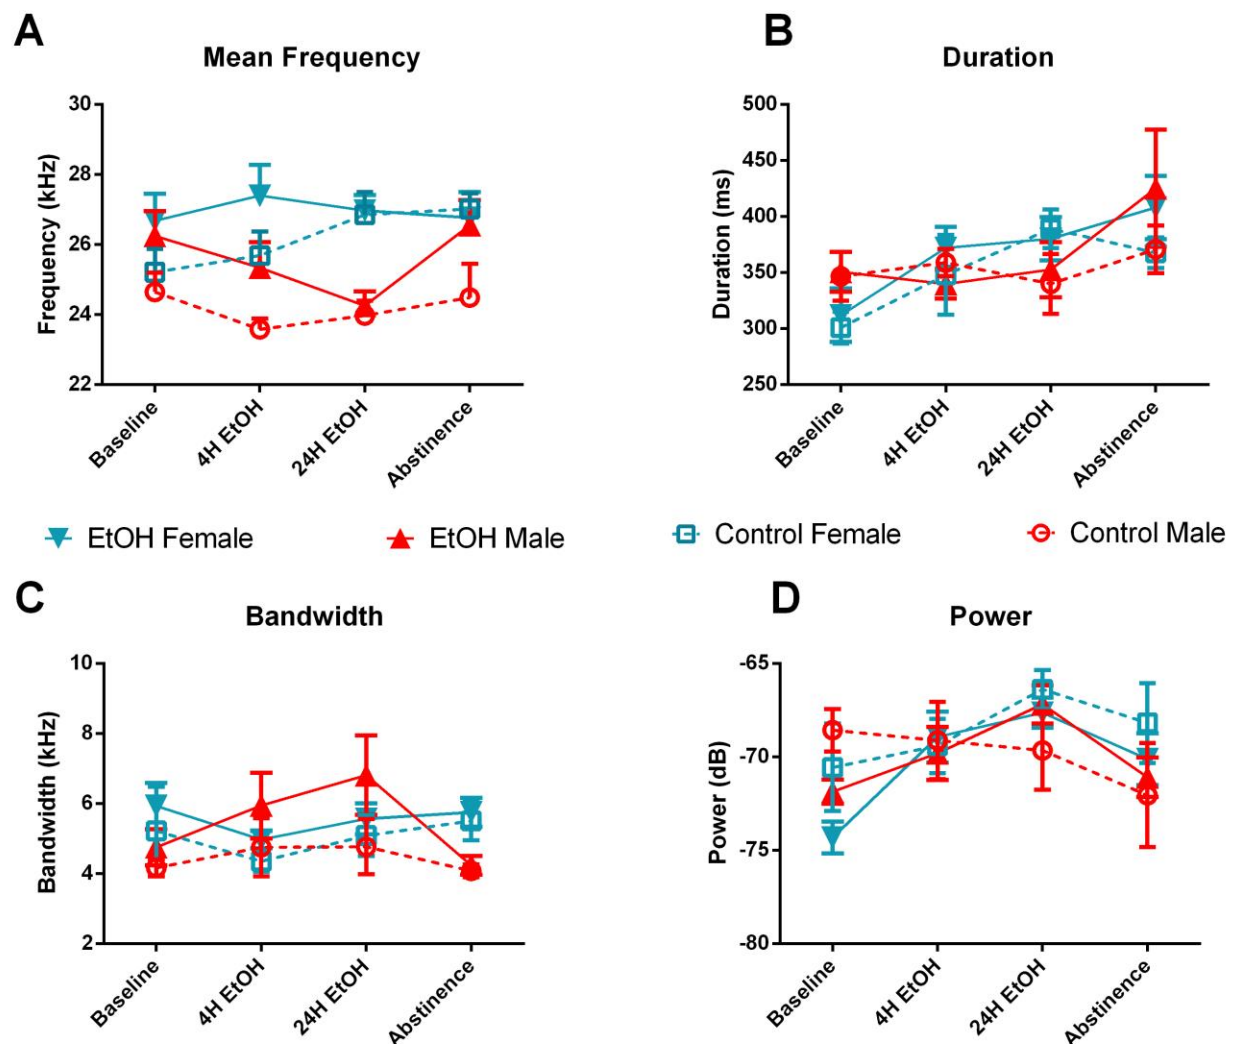 A
Mean Frequency
Frequency (kHz)
30
28
26
24
22
Baseline
4H EtOH
24H EtOH
Abstinence
B
Duration
Duration (ms)
500
450
400
350
300
250
Baseline
4H EtOH
24H EtOH
Abstinence
EtOH Female
EtOH Male
Control Female
Control Male
C
Bandwidth
Bandwidth (kHz)
10
8
6
4
2
Baseline
4H EtOH
24H EtOH
Abstinence
D
Power
Power (dB)
-65
-70
-75
-80
Baseline
4H EtOH
24H EtOH
Abstinence